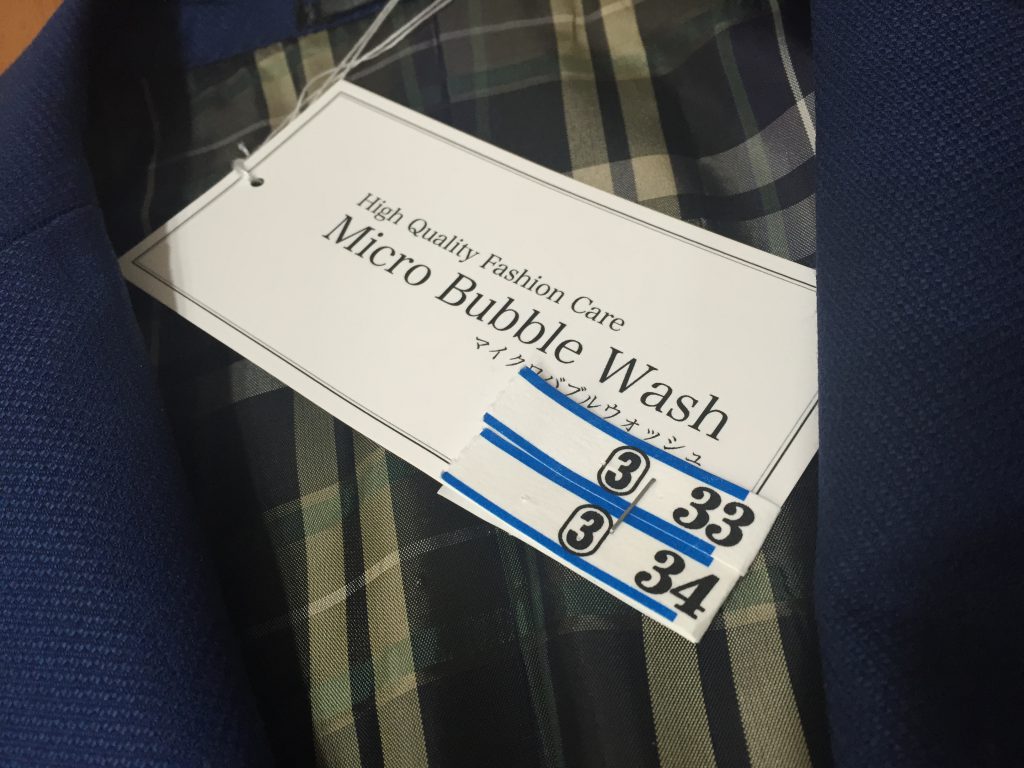 High Quality Fashion Care
Micro Bubble Wash
マイクロバブルウォッシュ
3 33
3 34